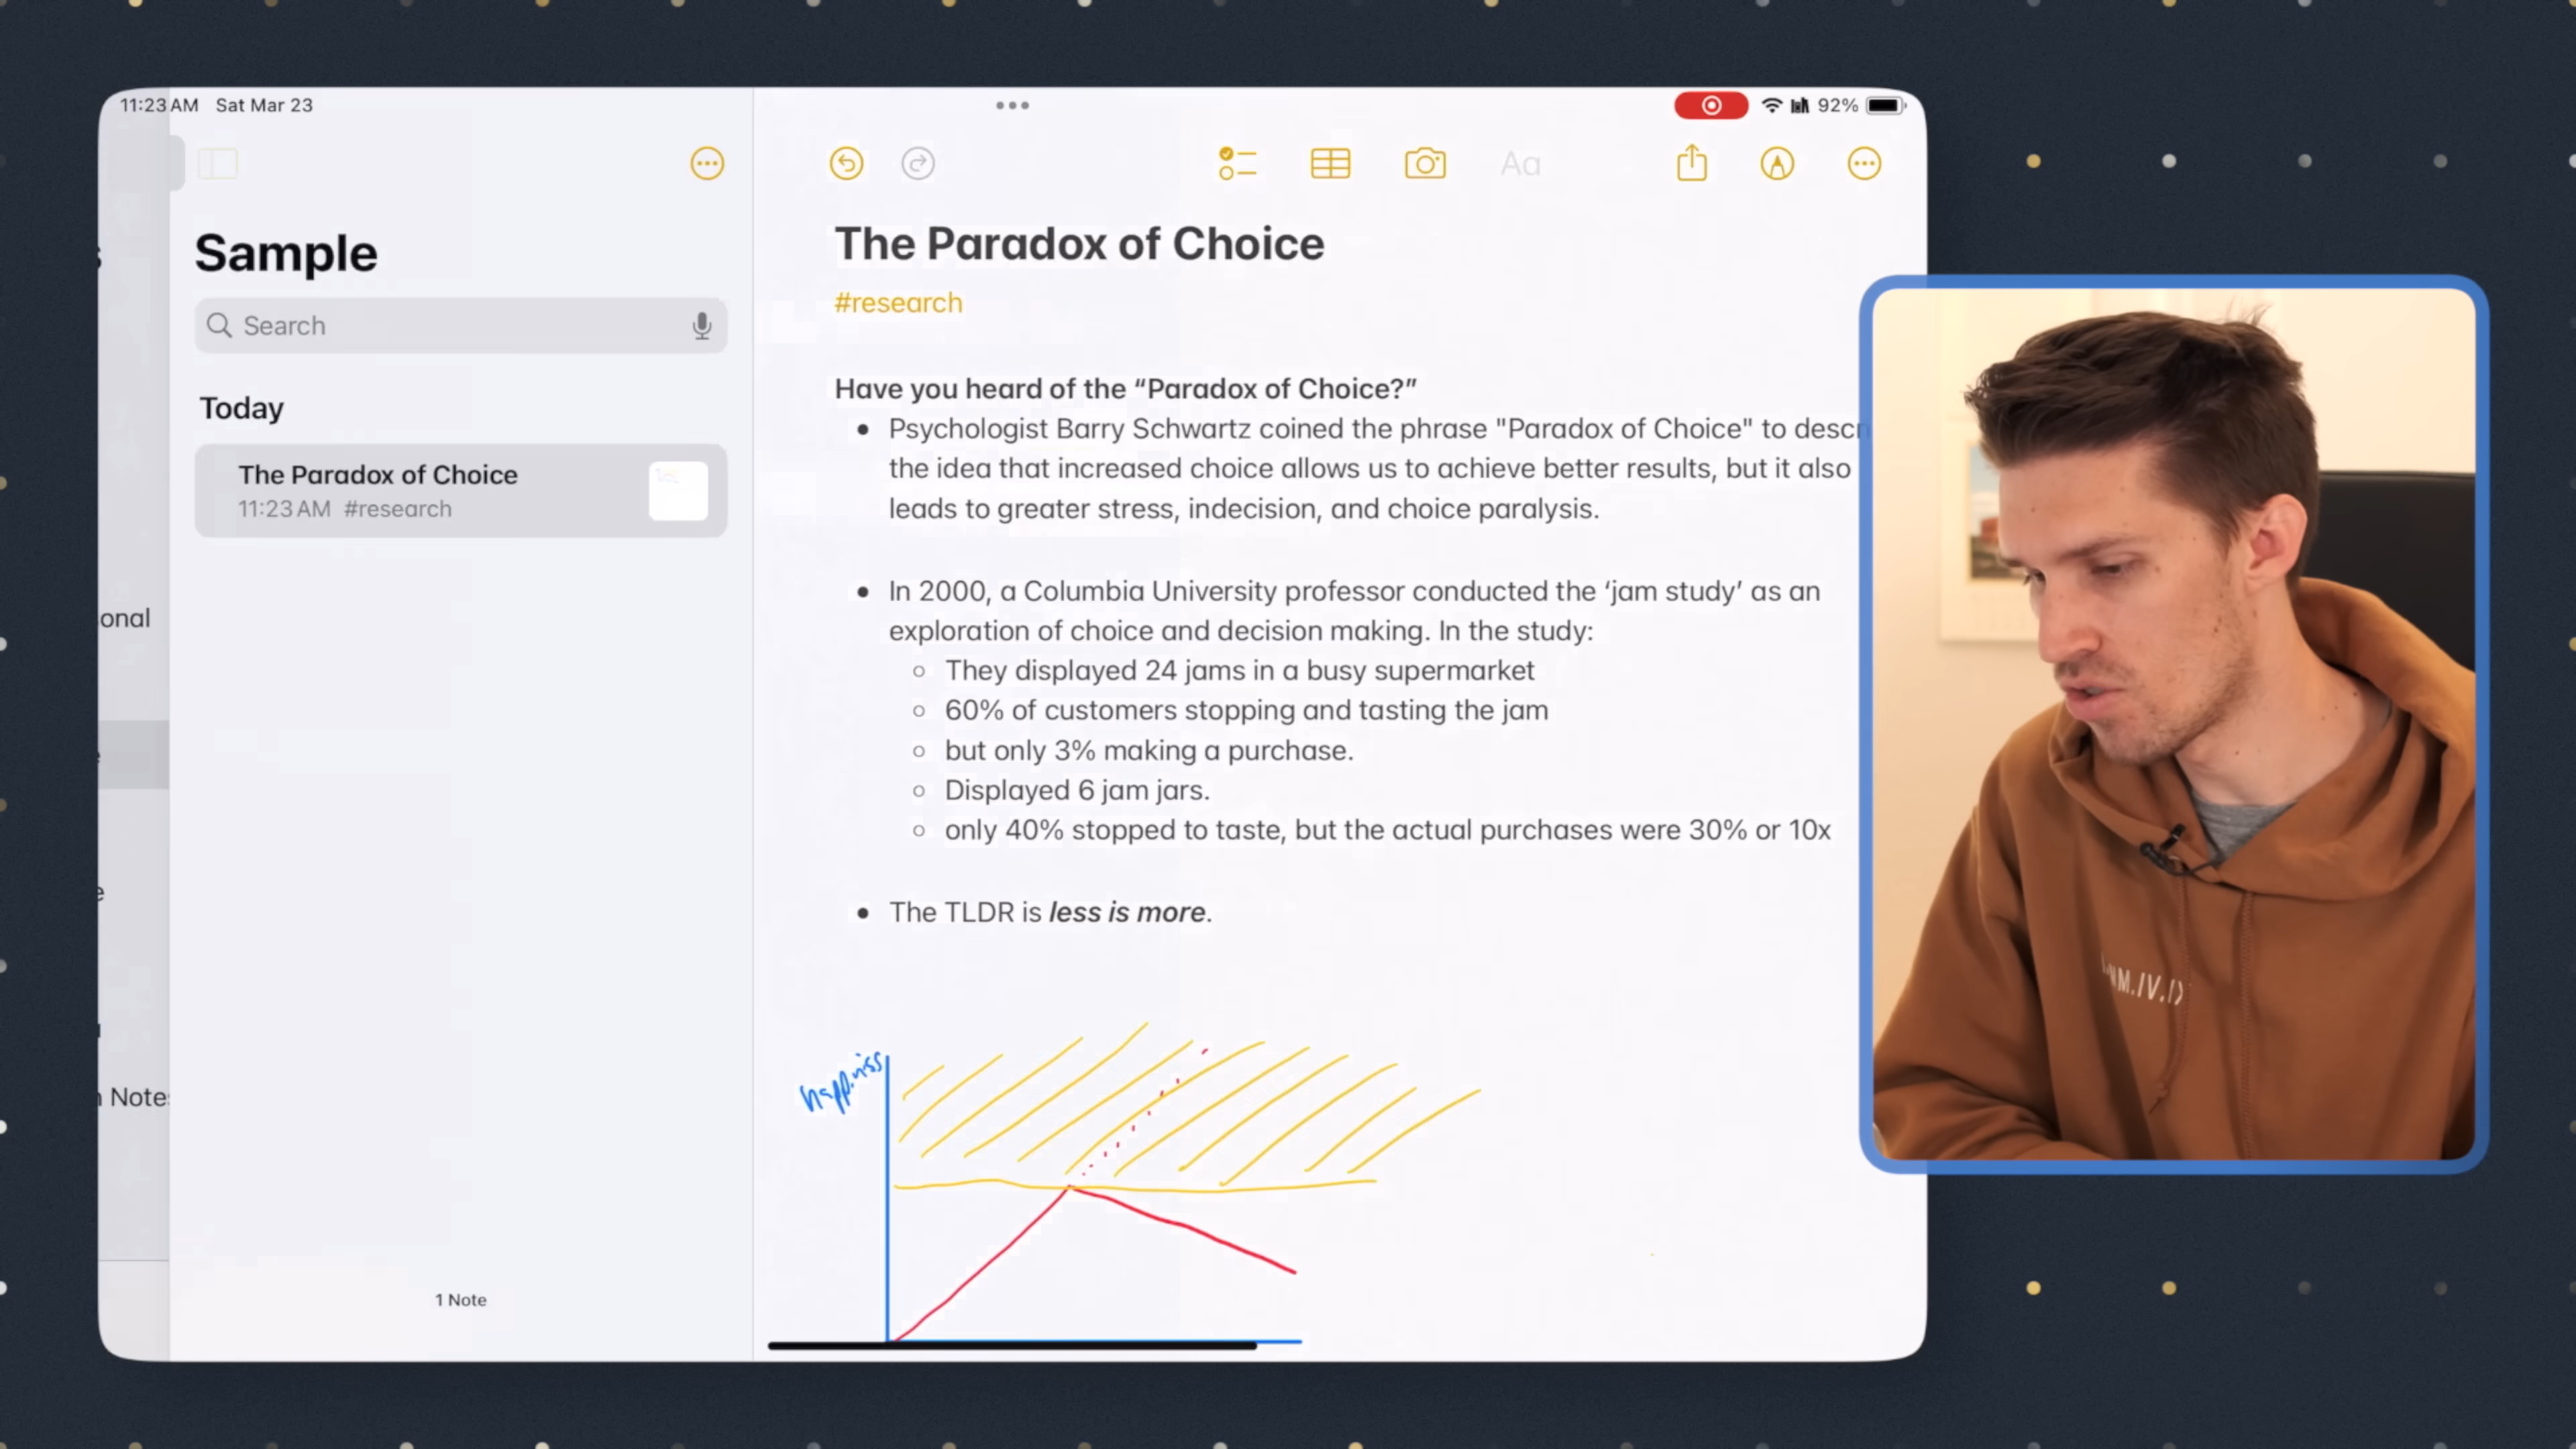 11:23 AM Sat Mar 23
92%
Sample
Search
Today
The Paradox of Choice
11:23 AM #research
1 Note
onal
Aa
The Paradox of Choice
#research
Have you heard of the “Paradox of Choice?”
Psychologist Barry Schwartz coined the phrase "Paradox of Choice" to descr
the idea that increased choice allows us to achieve better results, but it also
leads to greater stress, indecision, and choice paralysis.
In 2000, a Columbia University professor conducted the ‘jam study’ as an
exploration of choice and decision making. In the study:
They displayed 24 jams in a busy supermarket
60% of customers stopping and tasting the jam
but only 3% making a purchase.
Displayed 6 jam jars.
only 40% stopped to taste, but the actual purchases were 30% or 10x
The TLDR is less is more.
happiness